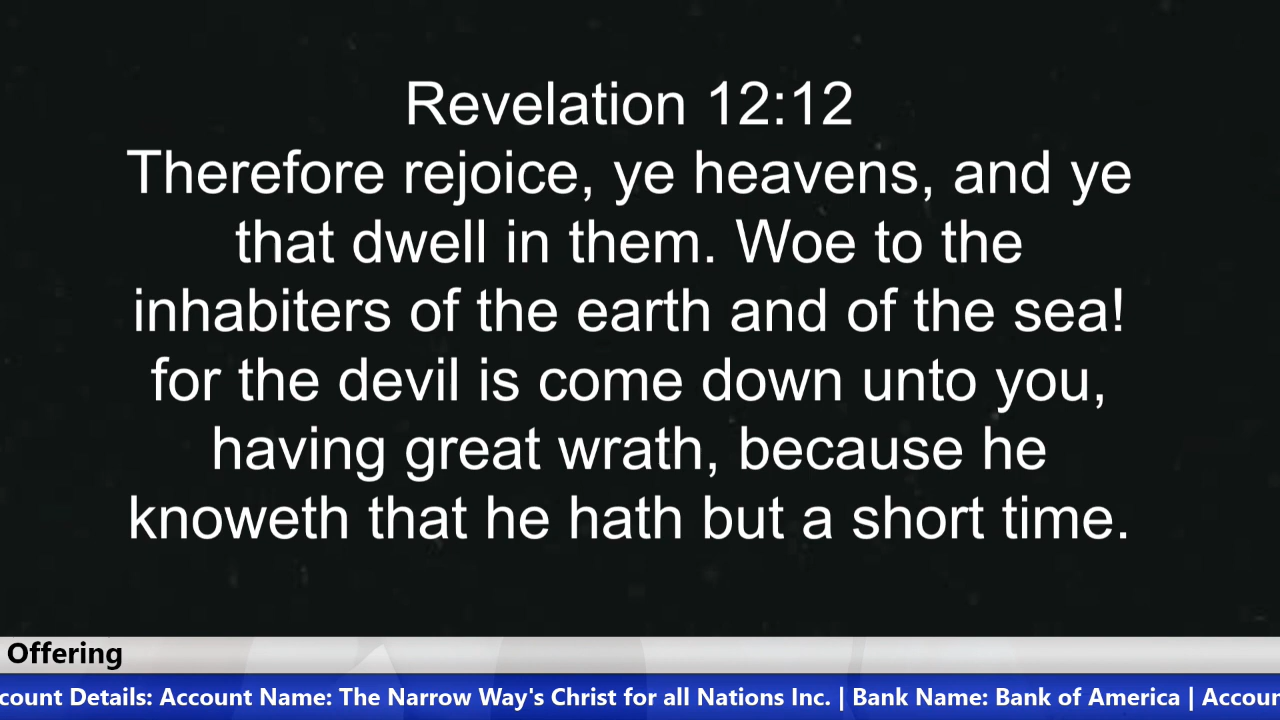 Revelation 12:12
Therefore rejoice, ye heavens, and ye
that dwell in them. Woe to the
inhabiters of the earth and of the sea!
for the devil is come down unto you,
having great wrath, because he
knoweth that he hath but a short time.
Offering
Details: Account Name: The Narrow Way's Christ for all Nations Inc. | Bank Name: Bank of America |